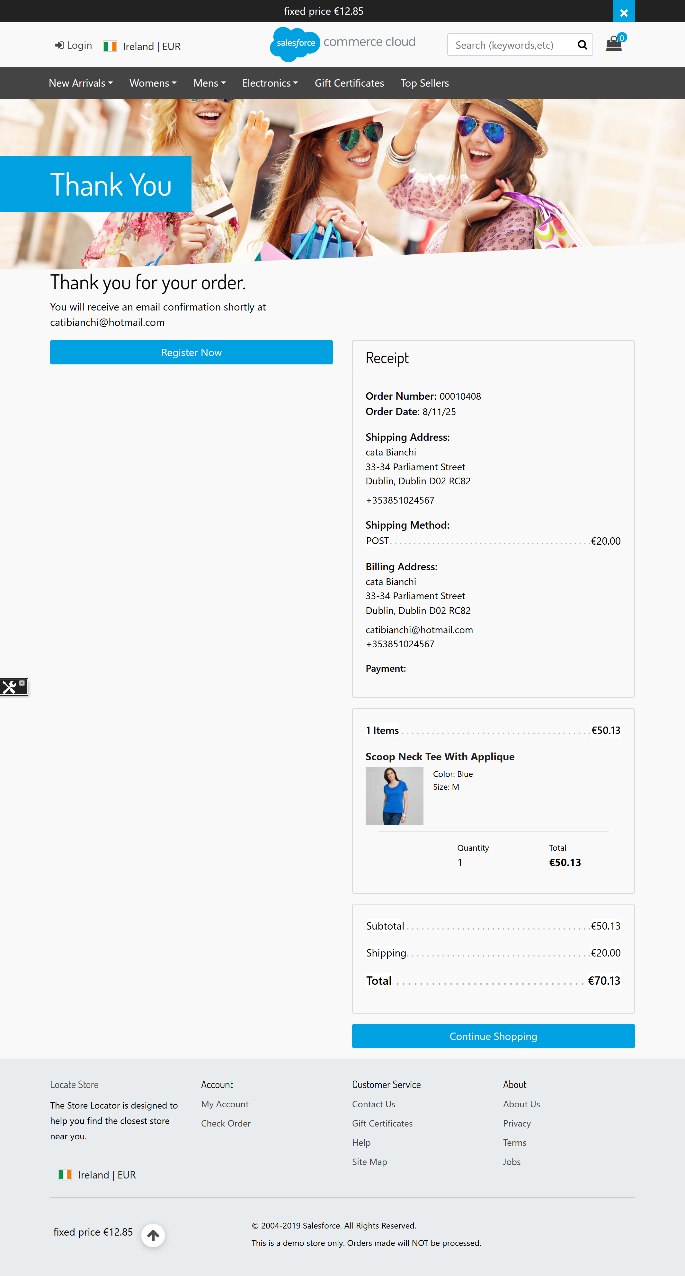 fixed price €12.85
Login
Ireland | EUR
salesforce commerce cloud
Search (keywords,etc)
0
New Arrivals
Womens
Mens
Electronics
Gift Certificates
Top Sellers
Thank You
Thank you for your order.
You will receive an email confirmation shortly at
catibianchi@hotmail.com
Register Now
Receipt
Order Number: 00010408
Order Date: 8/11/25
Shipping Address:
cata Bianchi
33-34 Parliament Street
Dublin, Dublin D02 RC82
+353851024567
Shipping Method:
POST €20.00
Billing Address:
cata Bianchi
33-34 Parliament Street
Dublin, Dublin D02 RC82
catibianchi@hotmail.com
+353851024567
Payment:
1 Items €50.13
Scoop Neck Tee With Applique
Color: Blue
Size: M
Quantity Total
1 €50.13
Subtotal €50.13
Shipping €20.00
Total €70.13
Continue Shopping
Locate Store
The Store Locator is designed to
help you find the closest store
near you.
Ireland | EUR
Account
My Account
Check Order
Customer Service
Contact Us
Gift Certificates
Help
Site Map
About
About Us
Privacy
Terms
Jobs
fixed price €12.85
© 2004-2019 Salesforce. All Rights Reserved.
This is a demo store only. Orders made will NOT be processed.